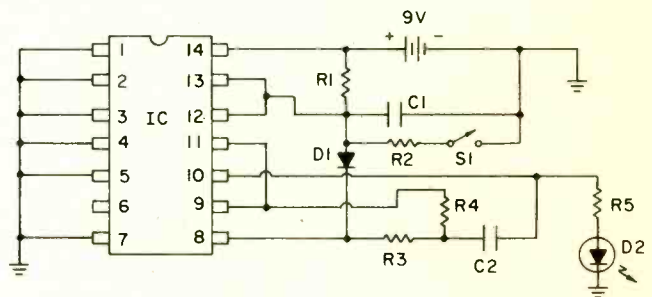 9V
+ -
1 14
R1
2 13
C1
3 IC 12
4 11
D1 R2 S1
5 10
6 9
R4 R5
7 8
R3 C2 D2